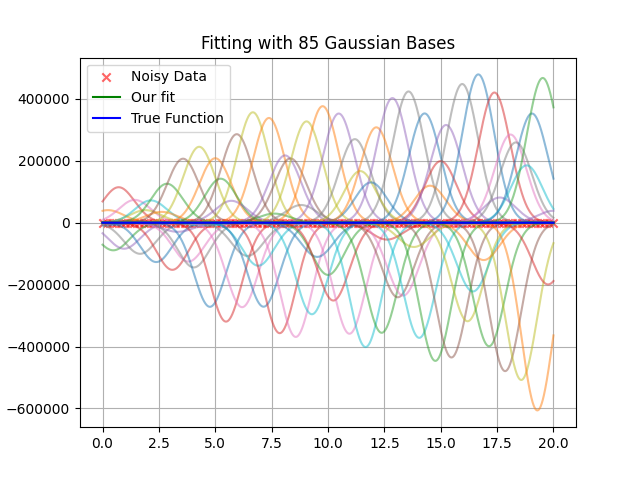 Fitting with 85 Gaussian Bases
Noisy Data
Our fit
True Function
400000
200000
0
−200000
−400000
−600000
0.0 2.5 5.0 7.5 10.0 12.5 15.0 17.5 20.0